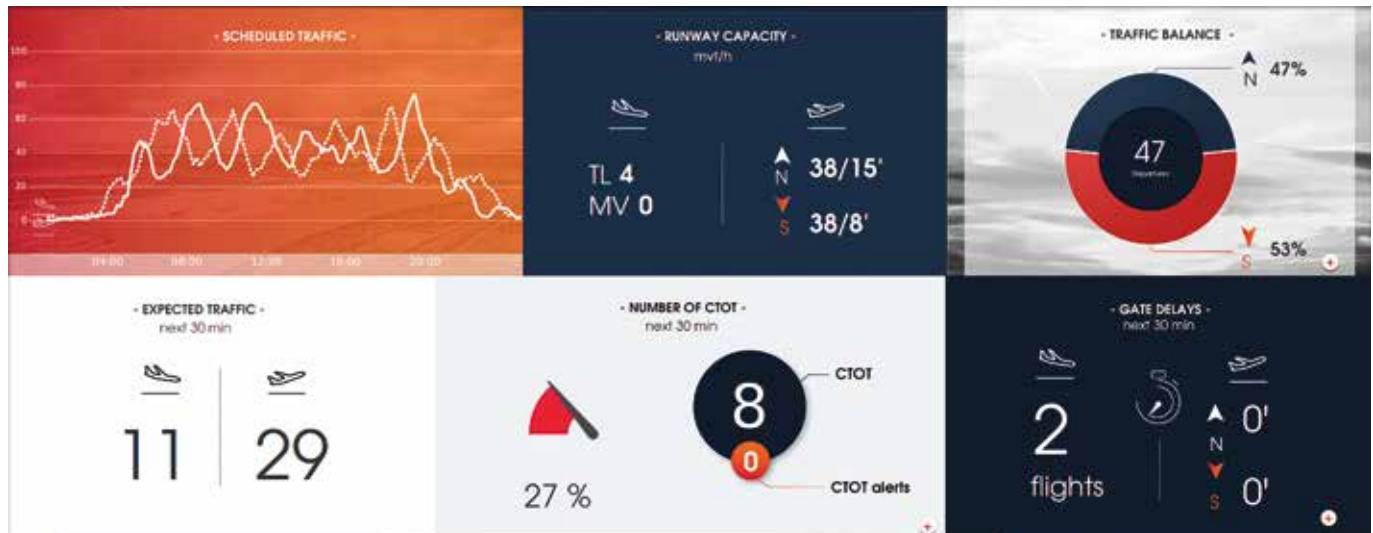 - SCHEDULED TRAFFIC -
100
80
60
40
20
0
04:00 08:00 12:00 16:00 20:00
- RUNWAY CAPACITY -
mvt/h
TL 4
MV 0
N 38/15'
S 38/8'
- TRAFFIC BALANCE -
N 47%
47
Departures
S 53%
- EXPECTED TRAFFIC -
next 30 min
11 29
- NUMBER OF CTOT -
next 30 min
CTOT
8
0
CTOT alerts
27 %
- GATE DELAYS -
next 30 min
2
flights
0'
N
S 0'